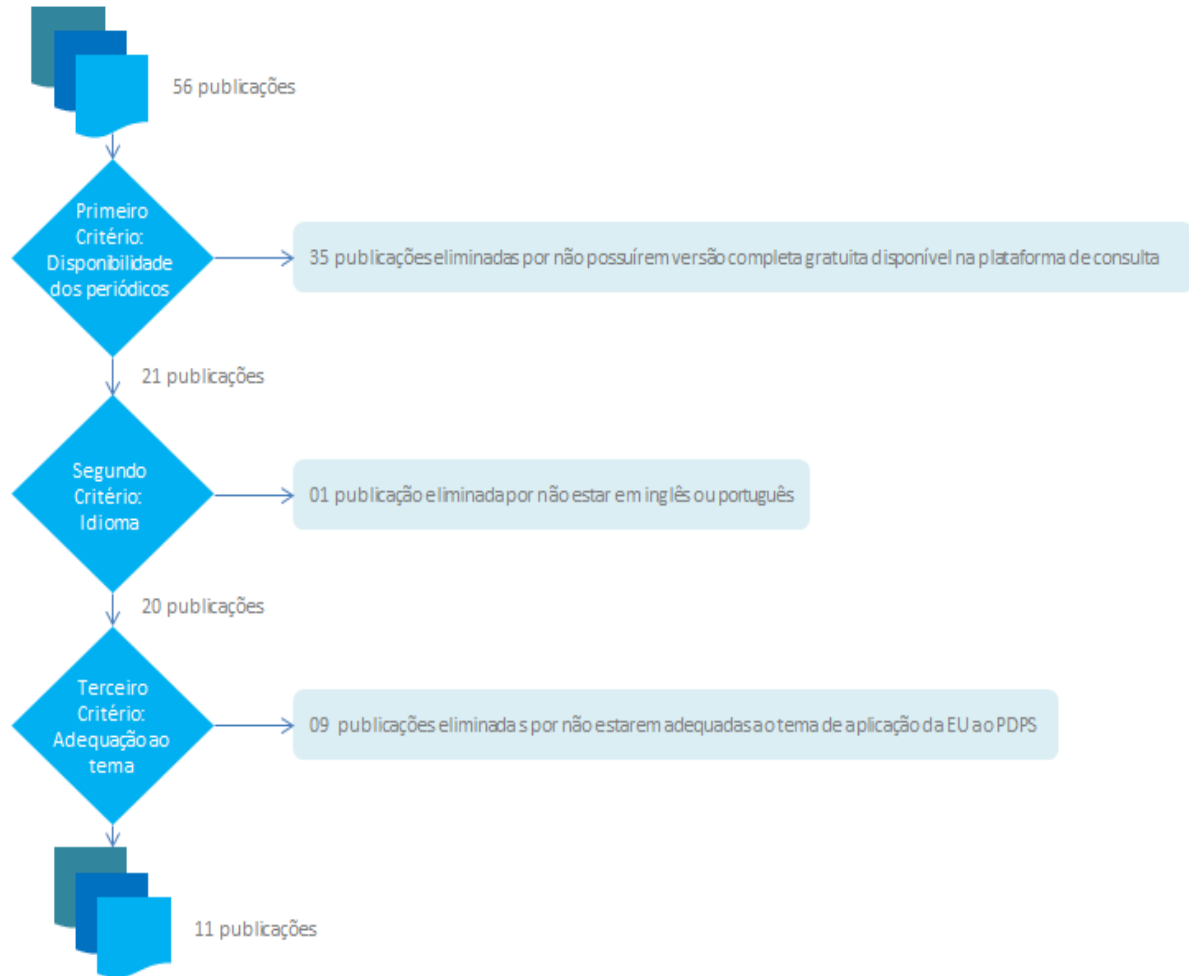 56 publicações
Primeiro
Critério:
Disponibilidade
dos periódicos
35 publicações eliminadas por não possuírem versão completa gratuita disponível na plataforma de consulta
21 publicações
Segundo
Critério:
Idioma
01 publicação eliminada por não estar em inglês ou português
20 publicações
Terceiro
Critério:
Adequação ao
tema
09 publicações eliminada s por não estarem adequadas ao tema de aplicação da EU ao PDPS
11 publicações